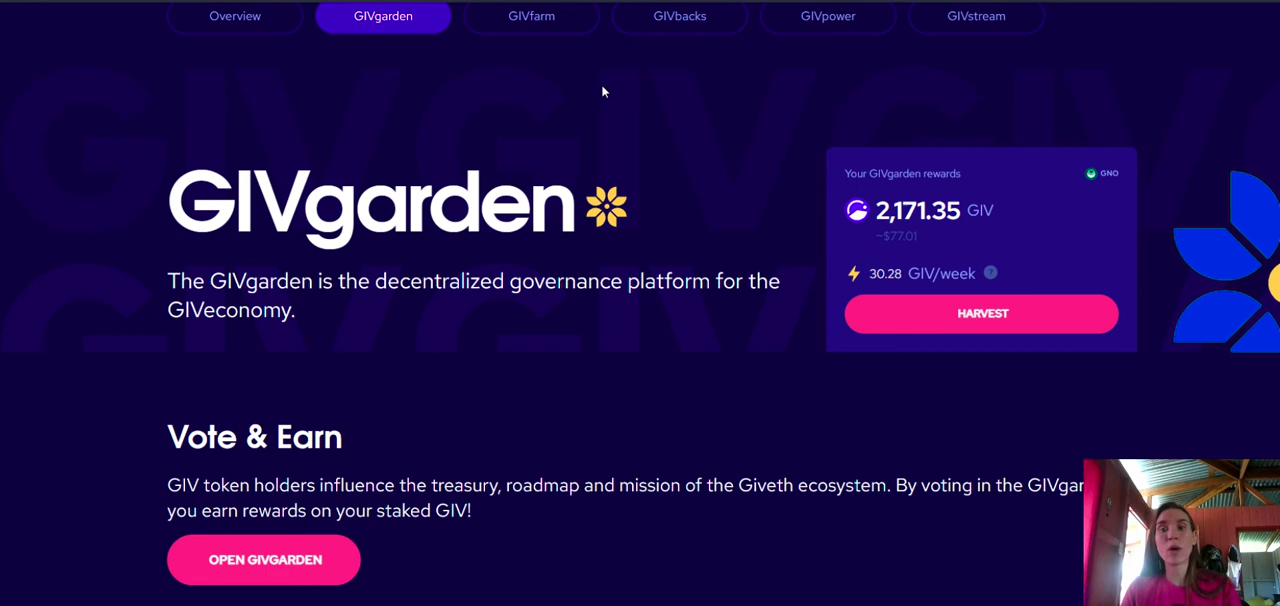 Overview GIVgarden GIVfarm GIVbacks GIVpower GIVstream
GIV GIV GIV
GIVgarden
The GIVgarden is the decentralized governance platform for the
GIVeconomy.
Your GIVgarden rewards GNO
2,171.35 GIV
~$77.01
30.28 GIV/week ?
HARVEST
Vote & Earn
GIV token holders influence the treasury, roadmap and mission of the Giveth ecosystem. By voting in the GIVgar
you earn rewards on your staked GIV!
OPEN GIVGARDEN